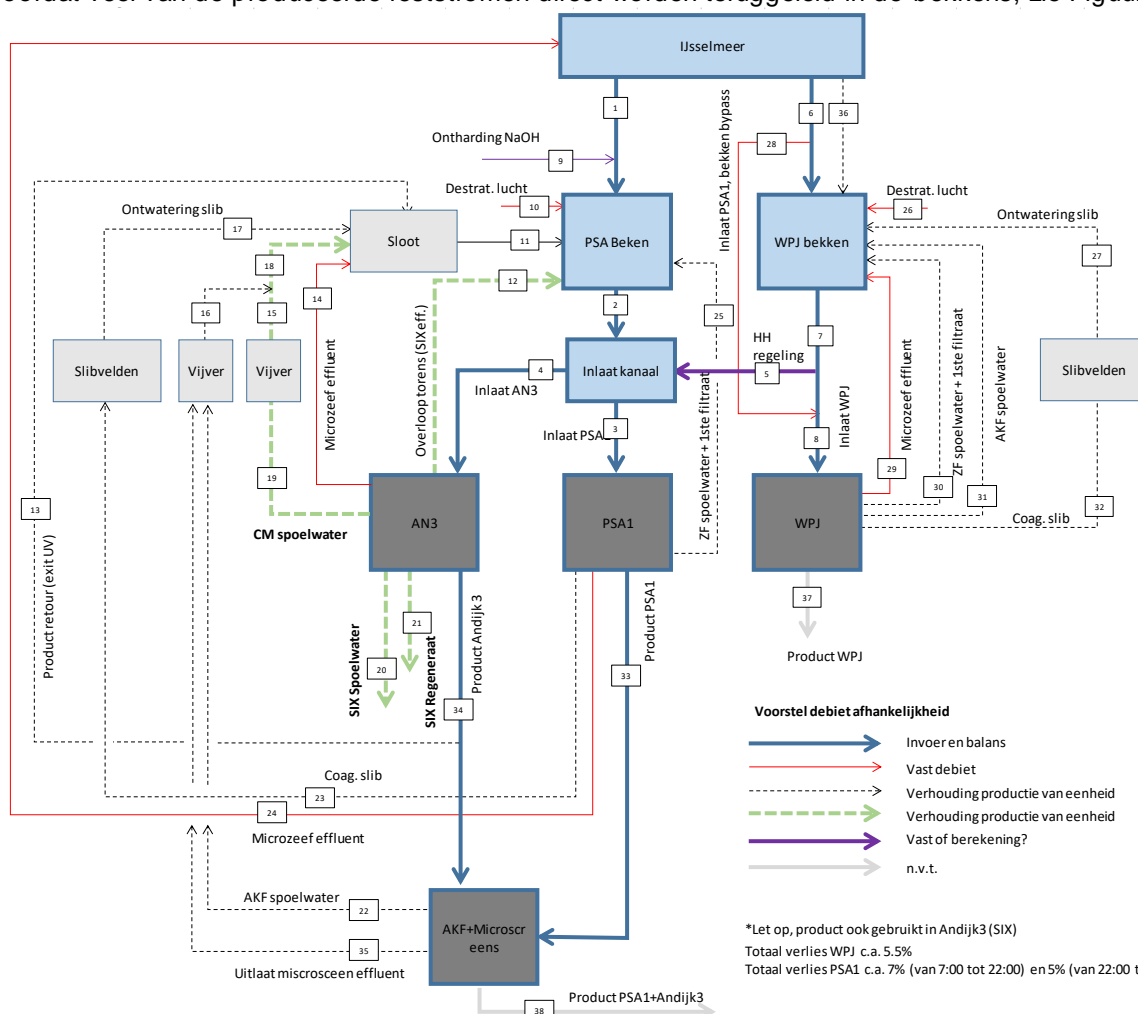 IJsselmeer
1
6
36
Ontharding NaOH
9
28
Inlaat PSA1, bekken bypass
Destrat. lucht
10
Destrat. lucht
26
Ontwatering slib
17
Sloot
11
PSA Beken
WPJ bekken
Ontwatering slib
27
18
12
14
15
16
2
25
7
Slibvelden
Vijver
Vijver
Microzeef effluent
Overloop torens (SIX eff.)
4
Inlaat kanaal
HH
regeling
5
Slibvelden
Inlaat AN3
Inlaat PSA
3
ZF spoelwater + 1ste filtraat
8
Inlaat WPJ
Microzeef effluent
ZF spoelwater + 1ste filtraat
AKF spoelwater
29
30
31
32
19
13
AN3
PSA1
WPJ
Coag. slib
CM spoelwater
Product retour (exit UV)
20
21
SIX Spoelwater
SIX Regeneraat
Product Andijk 3
34
Product PSA1
33
37
Product WPJ
Coag. slib
23
24
Microzeef effluent
Voorstel debiet afhankelijkheid
Invoer en balans
Vast debiet
Verhouding productie van eenheid
Verhouding productie van eenheid
Vast of berekening?
n.v.t.
AKF spoelwater
22
35
Uitlaat miscrosceen effluent
AKF+Microscr
eens
*Let op, product ook gebruikt in Andijk3 (SIX)
Totaal verlies WPJ c.a. 5.5%
Totaal verlies PSA1 c.a. 7% (van 7:00 tot 22:00) en 5% (van 22:00 t
Product PSA1+Andijk3
38